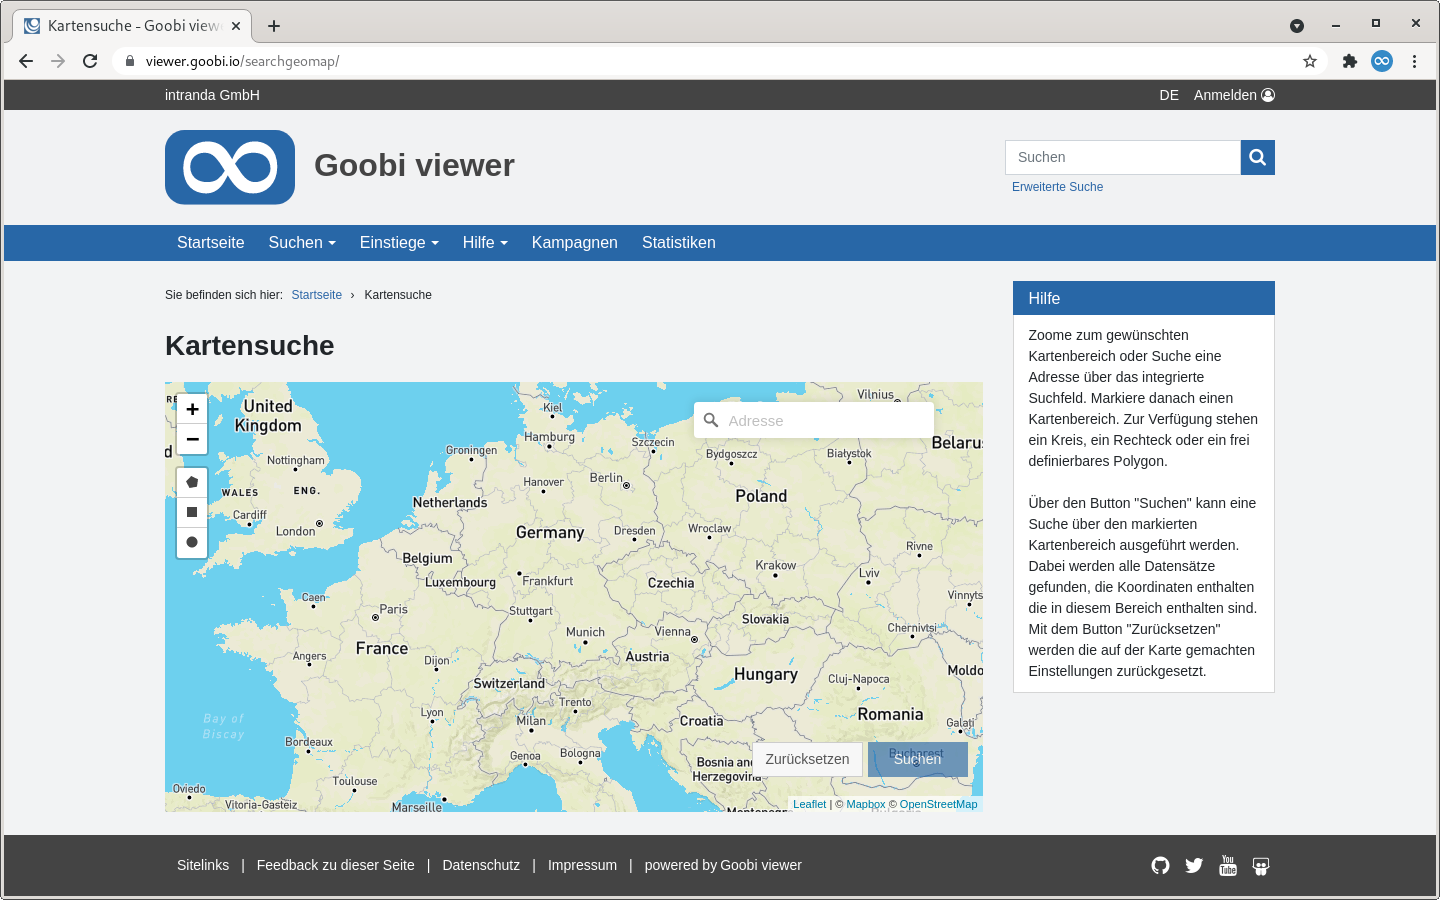 Kartensuche - Goobi view
viewer.goobi.io/searchgeomap/
intranda GmbH
DE Anmelden
Goobi viewer
Suchen
Erweiterte Suche
Startseite Suchen Einstiege Hilfe Kampagnen Statistiken
Sie befinden sich hier: Startseite › Kartensuche
Kartensuche
+
−
Adresse
United
Kingdom
Nottingham
WALES
ENG.
Cardiff
London
Kiel
Hamburg
Groningen
Szczecin
Bydgoszcz
Vilnius
Białystok
Belarus
Hanover
Berlin
Netherlands
Poland
Germany
Dresden
Wroclaw
Belgium
Rivne
Luxembourg
Frankfurt
Czechia
Krakow
Lviv
Caen
Paris
Stuttgart
Vinnyts
Slovakia
Chernivtsi
Munich
Vienna
France
Angers
Dijon
Austria
Hungary
Moldo
Switzerland
Cluj-Napoca
Trento
Lyon
Milan
Croatia
Romania
Galați
Bay of
Biscay
Bordeaux
Genoa
Bologna
Bosnia and
Herzegovina
Bucharest
Toulouse
Oviedo
Vitoria-Gasteiz
Marseille
Montenegro
Bulgaria
Zurücksetzen
Suchen
Leaflet | © Mapbox © OpenStreetMap
Hilfe
Zoome zum gewünschten
Kartenbereich oder Suche eine
Adresse über das integrierte
Suchfeld. Markiere danach einen
Kartenbereich. Zur Verfügung stehen
ein Kreis, ein Rechteck oder ein frei
definierbares Polygon.
Über den Button "Suchen" kann eine
Suche über den markierten
Kartenbereich ausgeführt werden.
Dabei werden alle Datensätze
gefunden, die Koordinaten enthalten
die in diesem Bereich enthalten sind.
Mit dem Button "Zurücksetzen"
werden die auf der Karte gemachten
Einstellungen zurückgesetzt.
Sitelinks | Feedback zu dieser Seite | Datenschutz | Impressum | powered by Goobi viewer
You
Tube